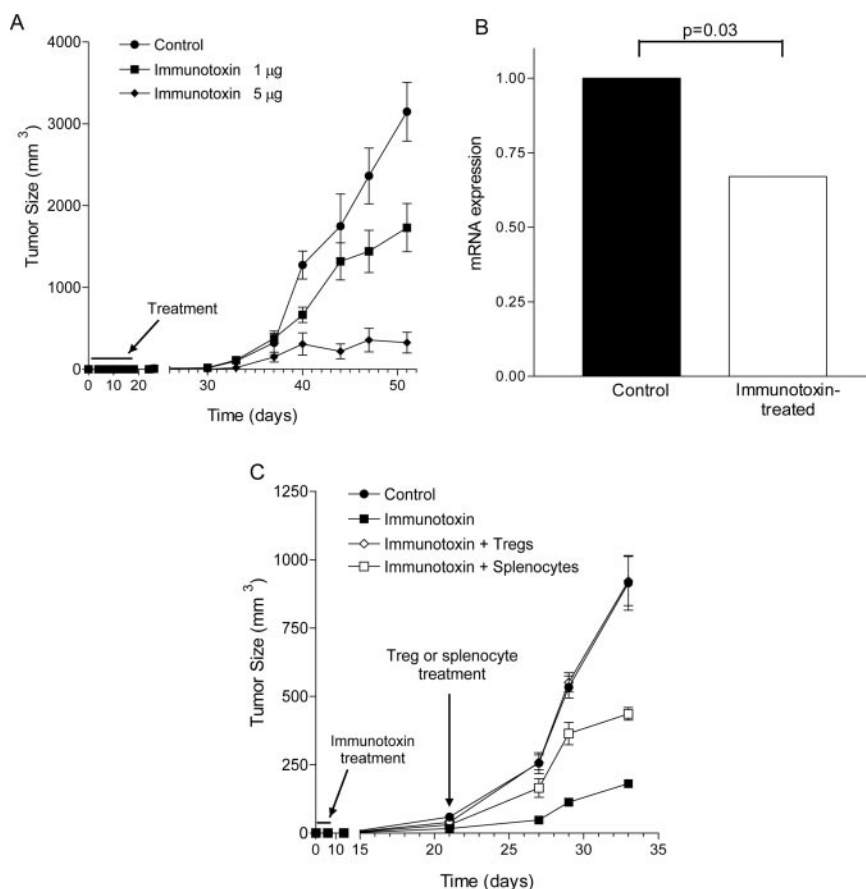 A
Control
Immunotoxin 1 μg
Immunotoxin 5 μg
4000
3000
2000
1000
0
Tumor Size (mm 3)
Treatment
0 10 20 30 40 50
Time (days)
B
p=0.03
1.00
0.75
0.50
0.25
0.00
mRNA expression
Control
Immunotoxin-
treated
C
Control
Immunotoxin
Immunotoxin + Tregs
Immunotoxin + Splenocytes
1250
1000
750
500
250
0
Tumor Size (mm 3)
Treg or splenocyte
treatment
Immunotoxin
treatment
0 10 15 20 25 30 35
Time (days)